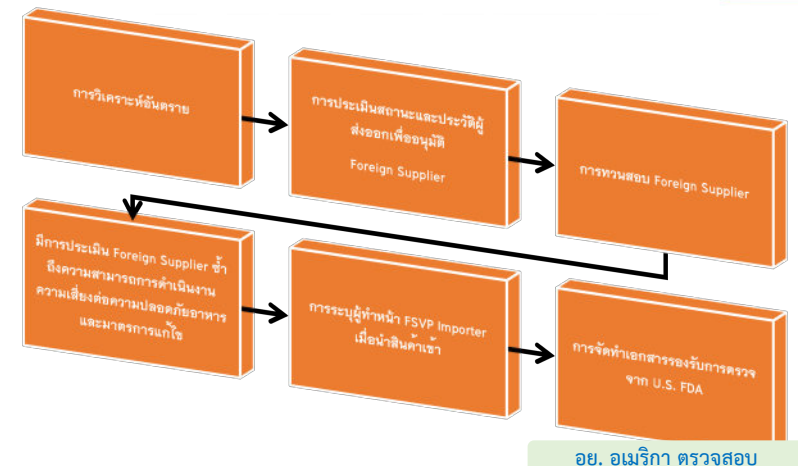 การวิเคราะห์อันตราย
การประเมินสถานะและประวัติผู้
ส่งออกเพื่ออนุมัติ
Foreign Supplier
การทวนสอบ Foreign Supplier
มีการประเมิน Foreign Supplier ซ้ำ
ถึงความสามารถการดำเนินงาน
ความเสี่ยงต่อความปลอดภัยอาหาร
และมาตรการแก้ไข
การระบุผู้ทำหน้า FSVP Importer
เมื่อนำสินค้าเข้า
การจัดทำเอกสารรองรับการตรวจ
จาก U.S. FDA
อย. อเมริกา ตรวจสอบ